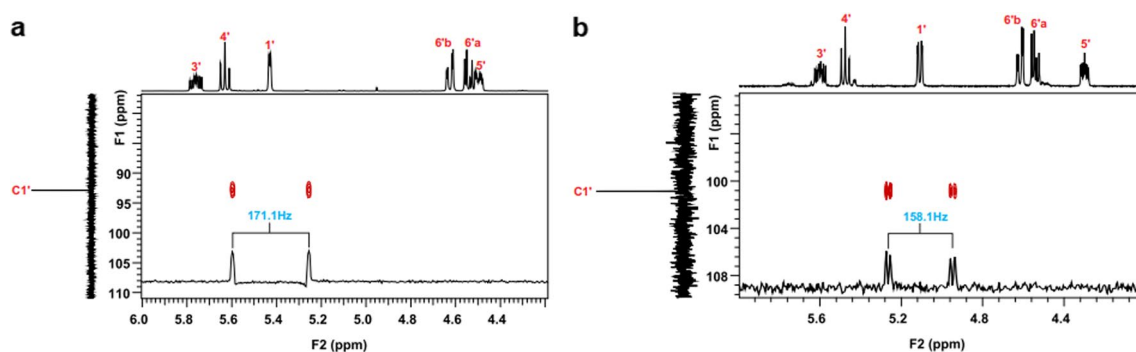 a
3'
4'
1'
6'b
6'a
5'
F1 (ppm)
90
95
100
105
110
C1'
171.1Hz
6.0
5.8
5.6
5.4
5.2
5.0
4.8
4.6
4.4
F2 (ppm)
b
3'
4'
1'
6'b
6'a
5'
F1 (ppm)
100
104
108
C1'
158.1Hz
5.6
5.2
4.8
4.4
F2 (ppm)